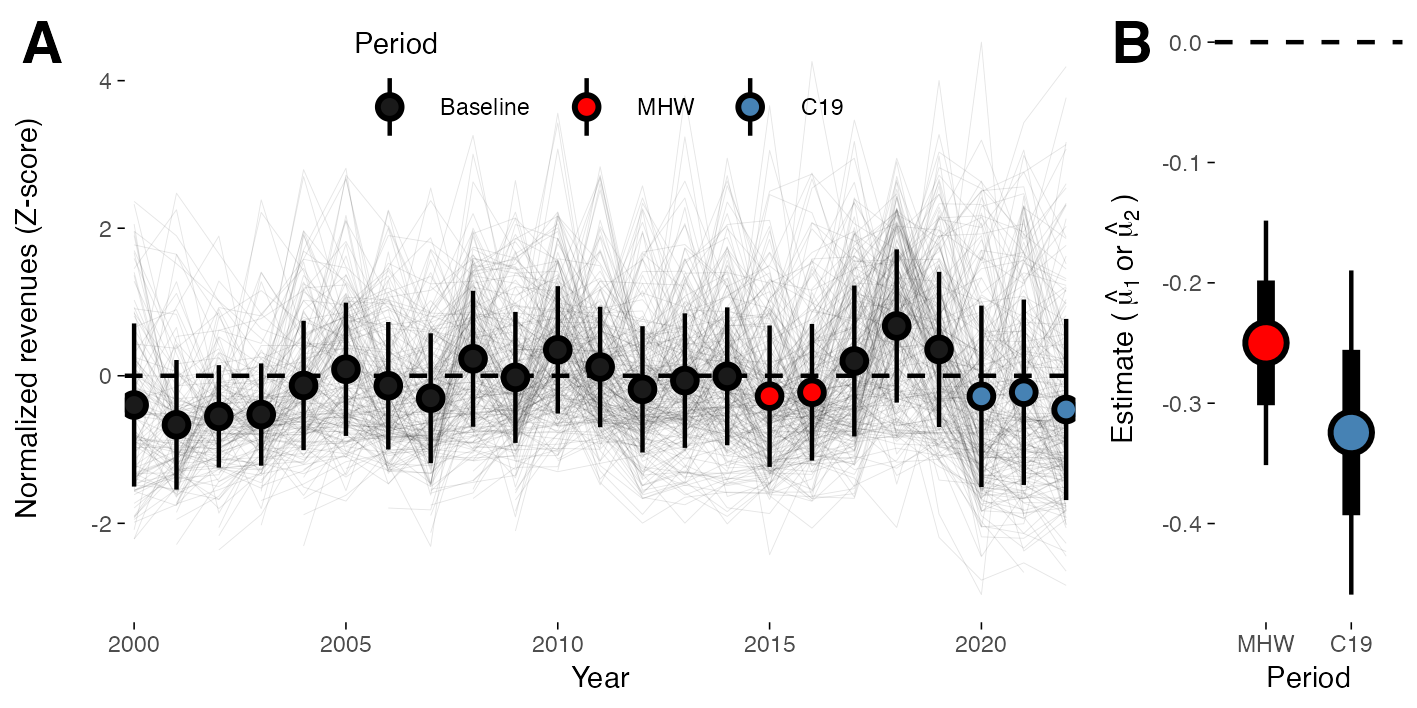 A
Period
Baseline MHW C19
Normalized revenues (Z-score)
4
2
0
-2
2000 2005 2010 2015 2020
Year
B
Estimate ( μ̂1 or μ̂2 )
0.0
-0.1
-0.2
-0.3
-0.4
MHW C19
Period